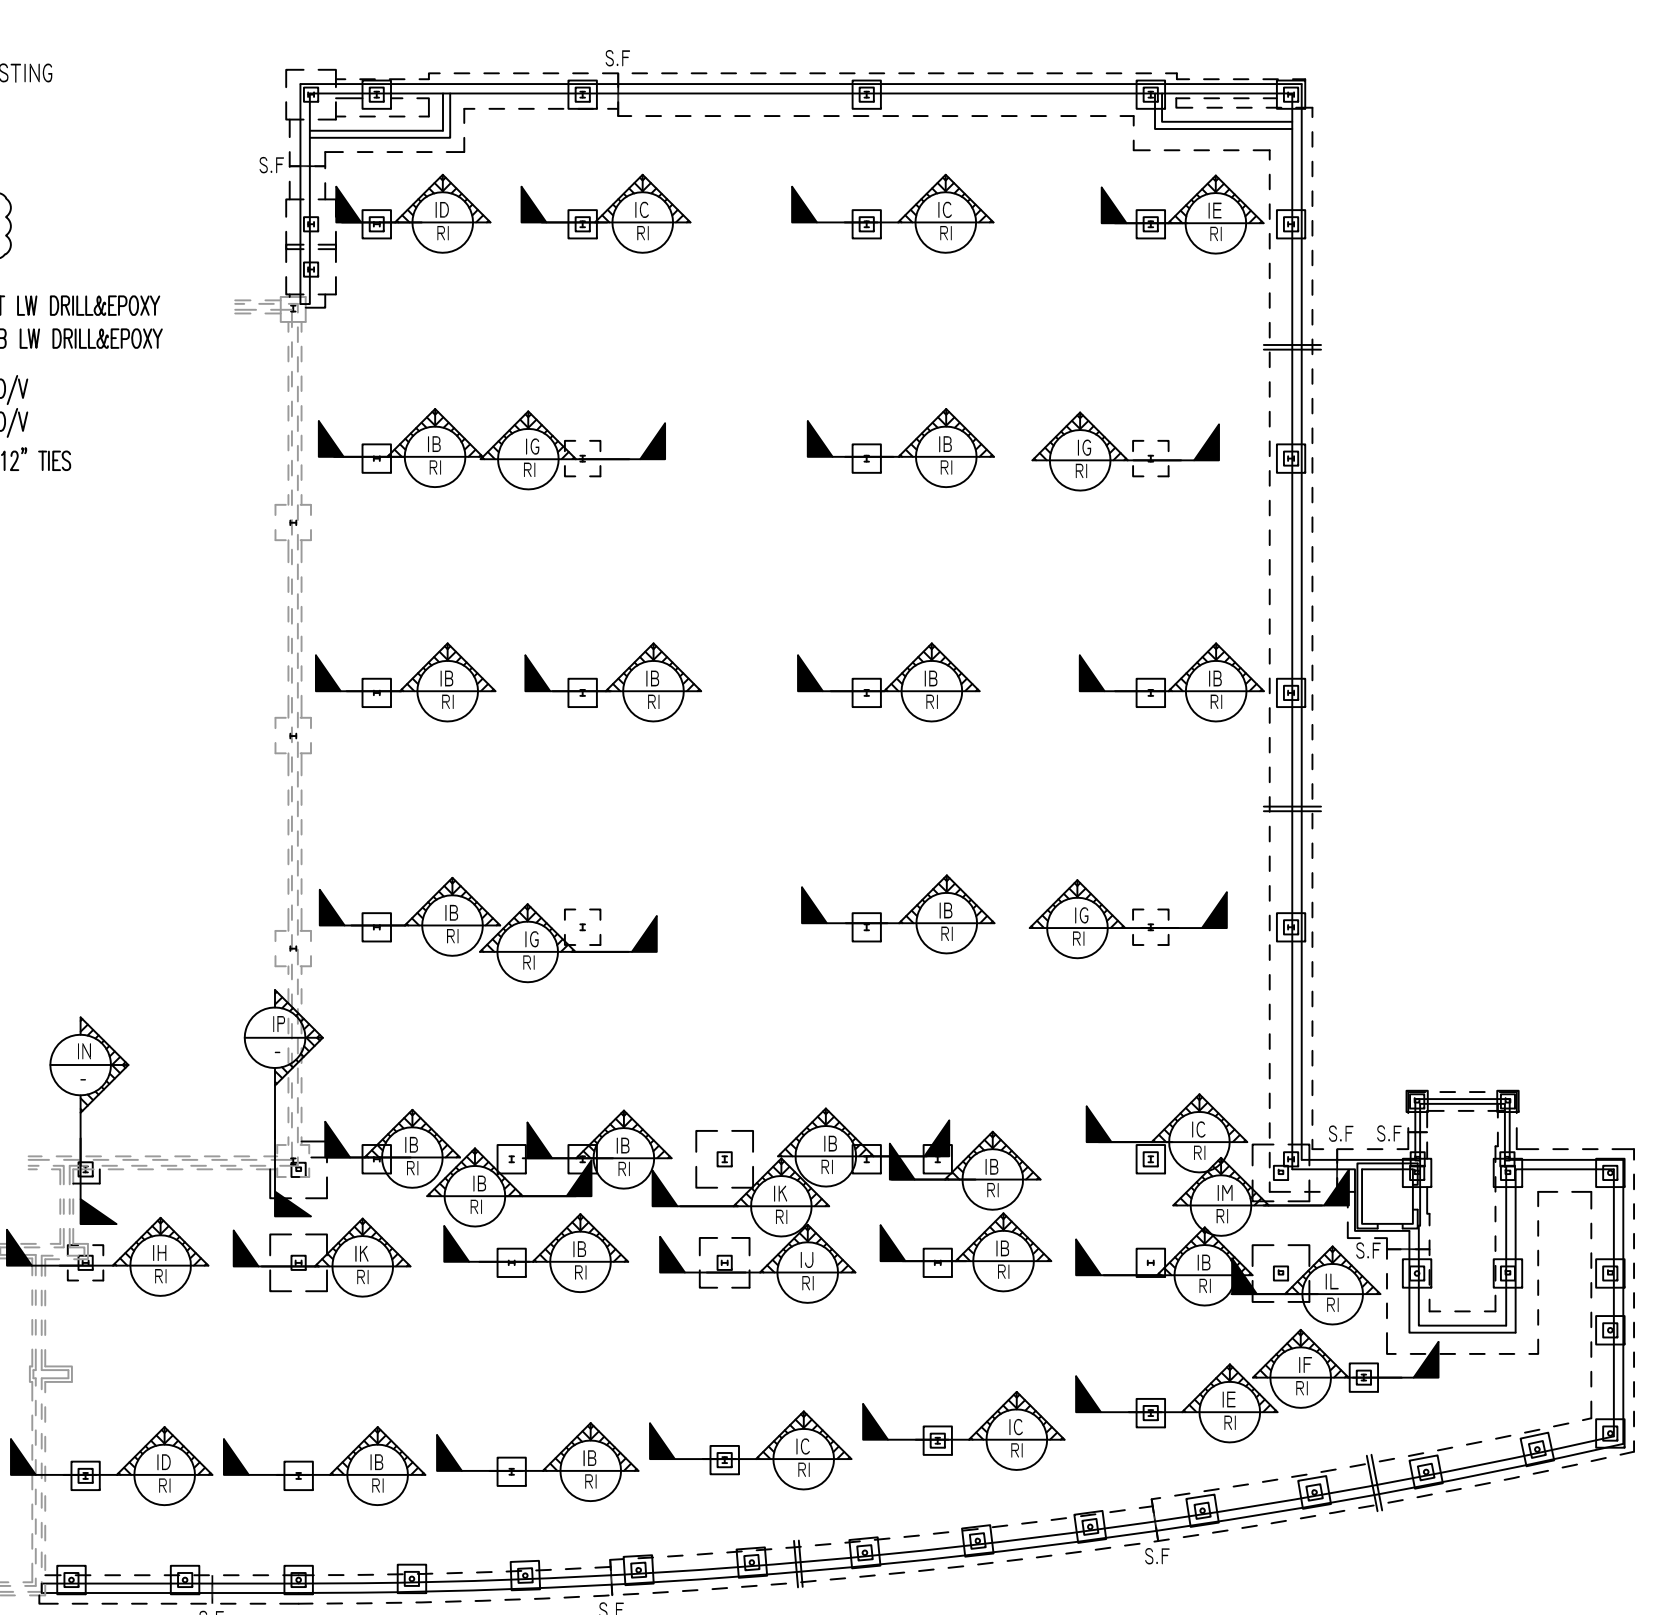 S.F
STING
S.F
ID IC IC IE
RI RI RI RI
T LW DRILL&EPOXY
B LW DRILL&EPOXY
O/V
O/V
12" TIES
IB IG IB IG
RI RI RI RI
IB IB IB IB
RI RI RI RI
IB IG IB IG
RI RI RI RI
IN IP
- -
IC
RI
S.F S.F
IB IB IB
RI RI RI
IB IB
RI RI
IK IM
RI RI
IH IK IB IJ IB IB
RI RI RI RI RI RI
S.F
IL
RI
IF
RI
IE
RI
IC
RI
IC
RI
ID IB IB
RI RI RI
S.F
S.F
S.F